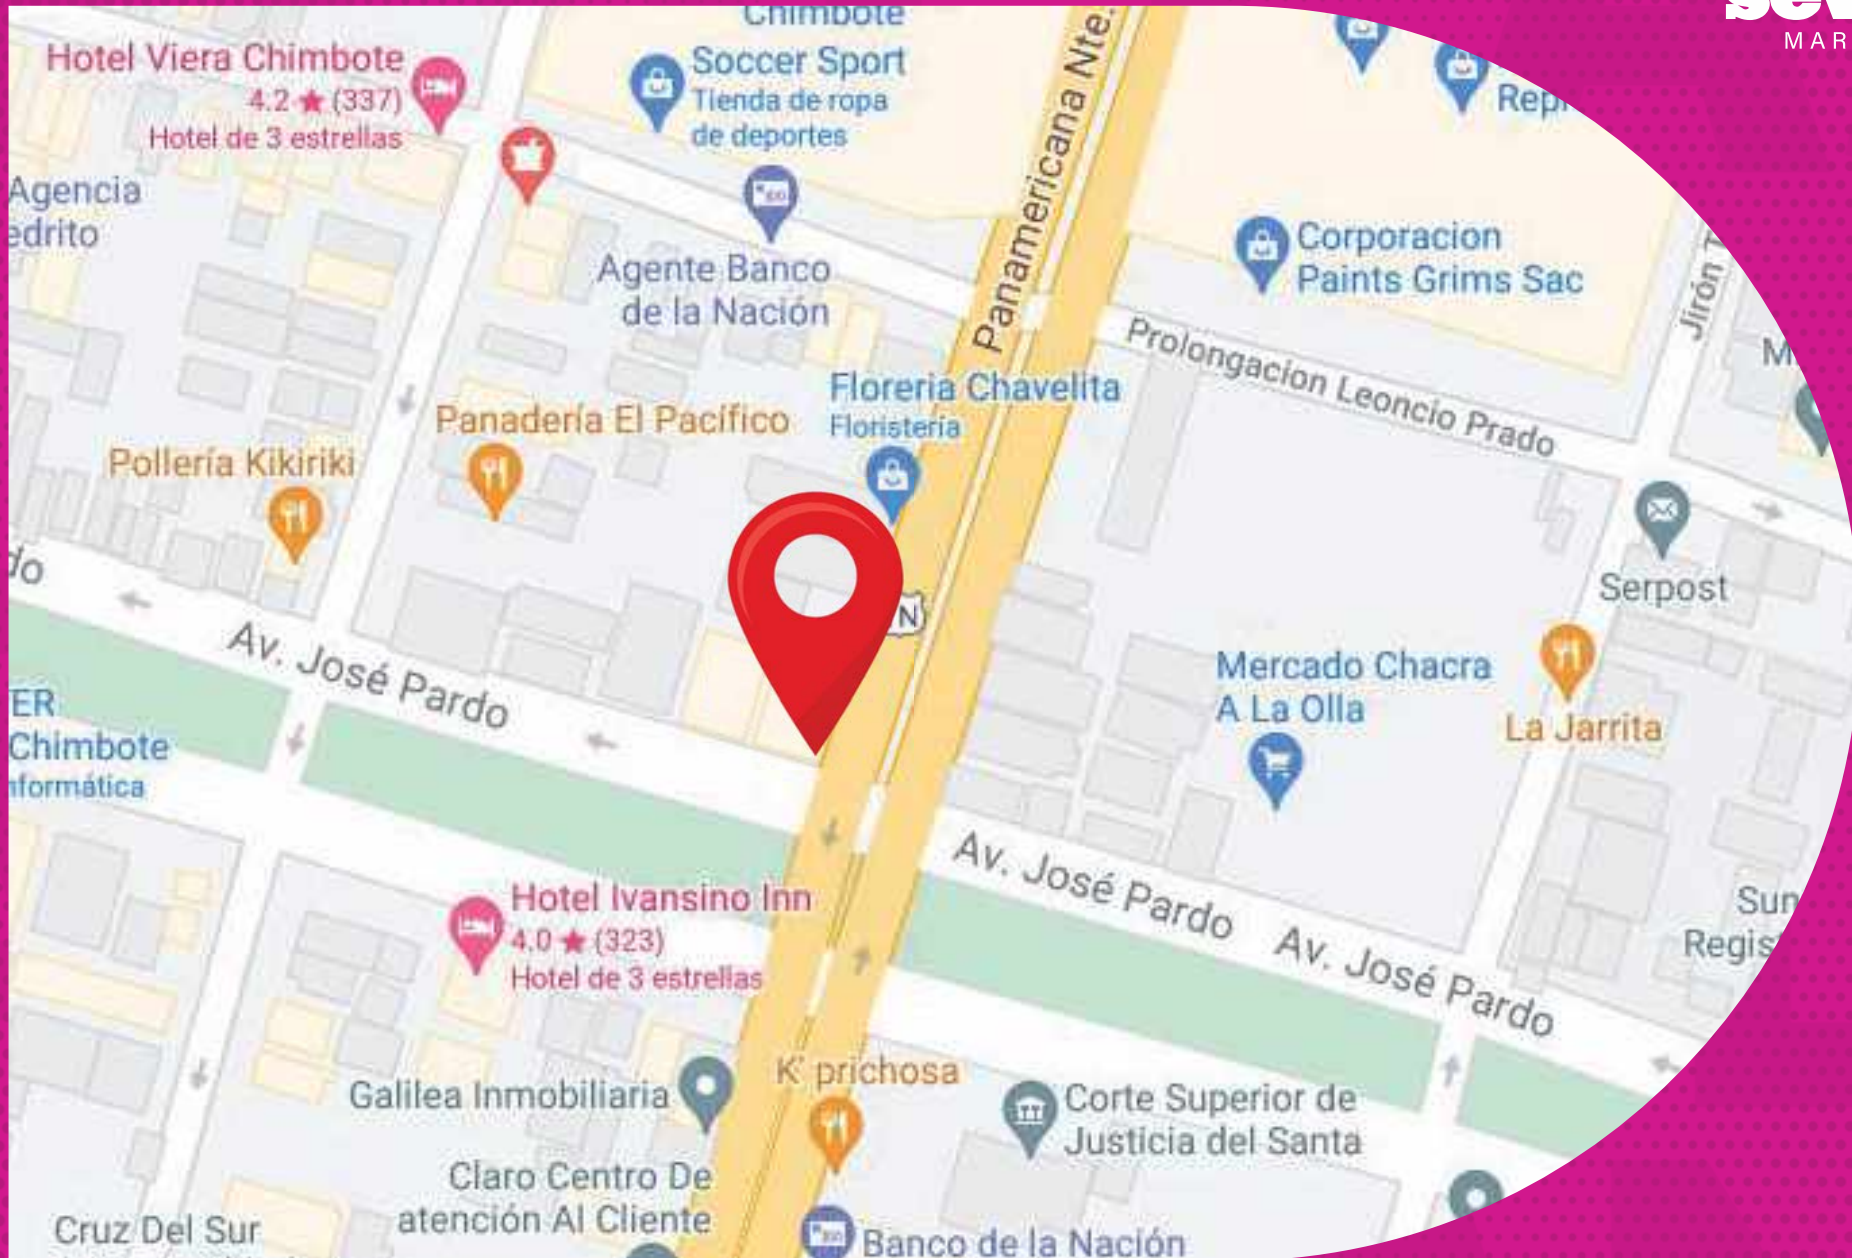 MAR
Chimbote
Hotel Viera Chimbote
4.2 ★ (337)
Hotel de 3 estrellas
Soccer Sport
Tienda de ropa
de deportes
Panamericana Nte.
Agencia
Agente Banco
de la Nación
Corporacion
Paints Grims Sac
Jirón
Prolongacion Leoncio Prado
Floreria Chavelita
Floristería
Panadería El Pacífico
Pollería Kikiriki
N
Serpost
Av. José Pardo
Mercado Chacra
A La Olla
La Jarrita
Chimbote
Av. José Pardo
Av. José Pardo
Hotel Ivansino Inn
4.0 ★ (323)
Hotel de 3 estrellas
Galilea Inmobiliaria
K' prichosa
Corte Superior de
Justicia del Santa
Claro Centro De
atención Al Cliente
Cruz Del Sur
Banco de la Nación